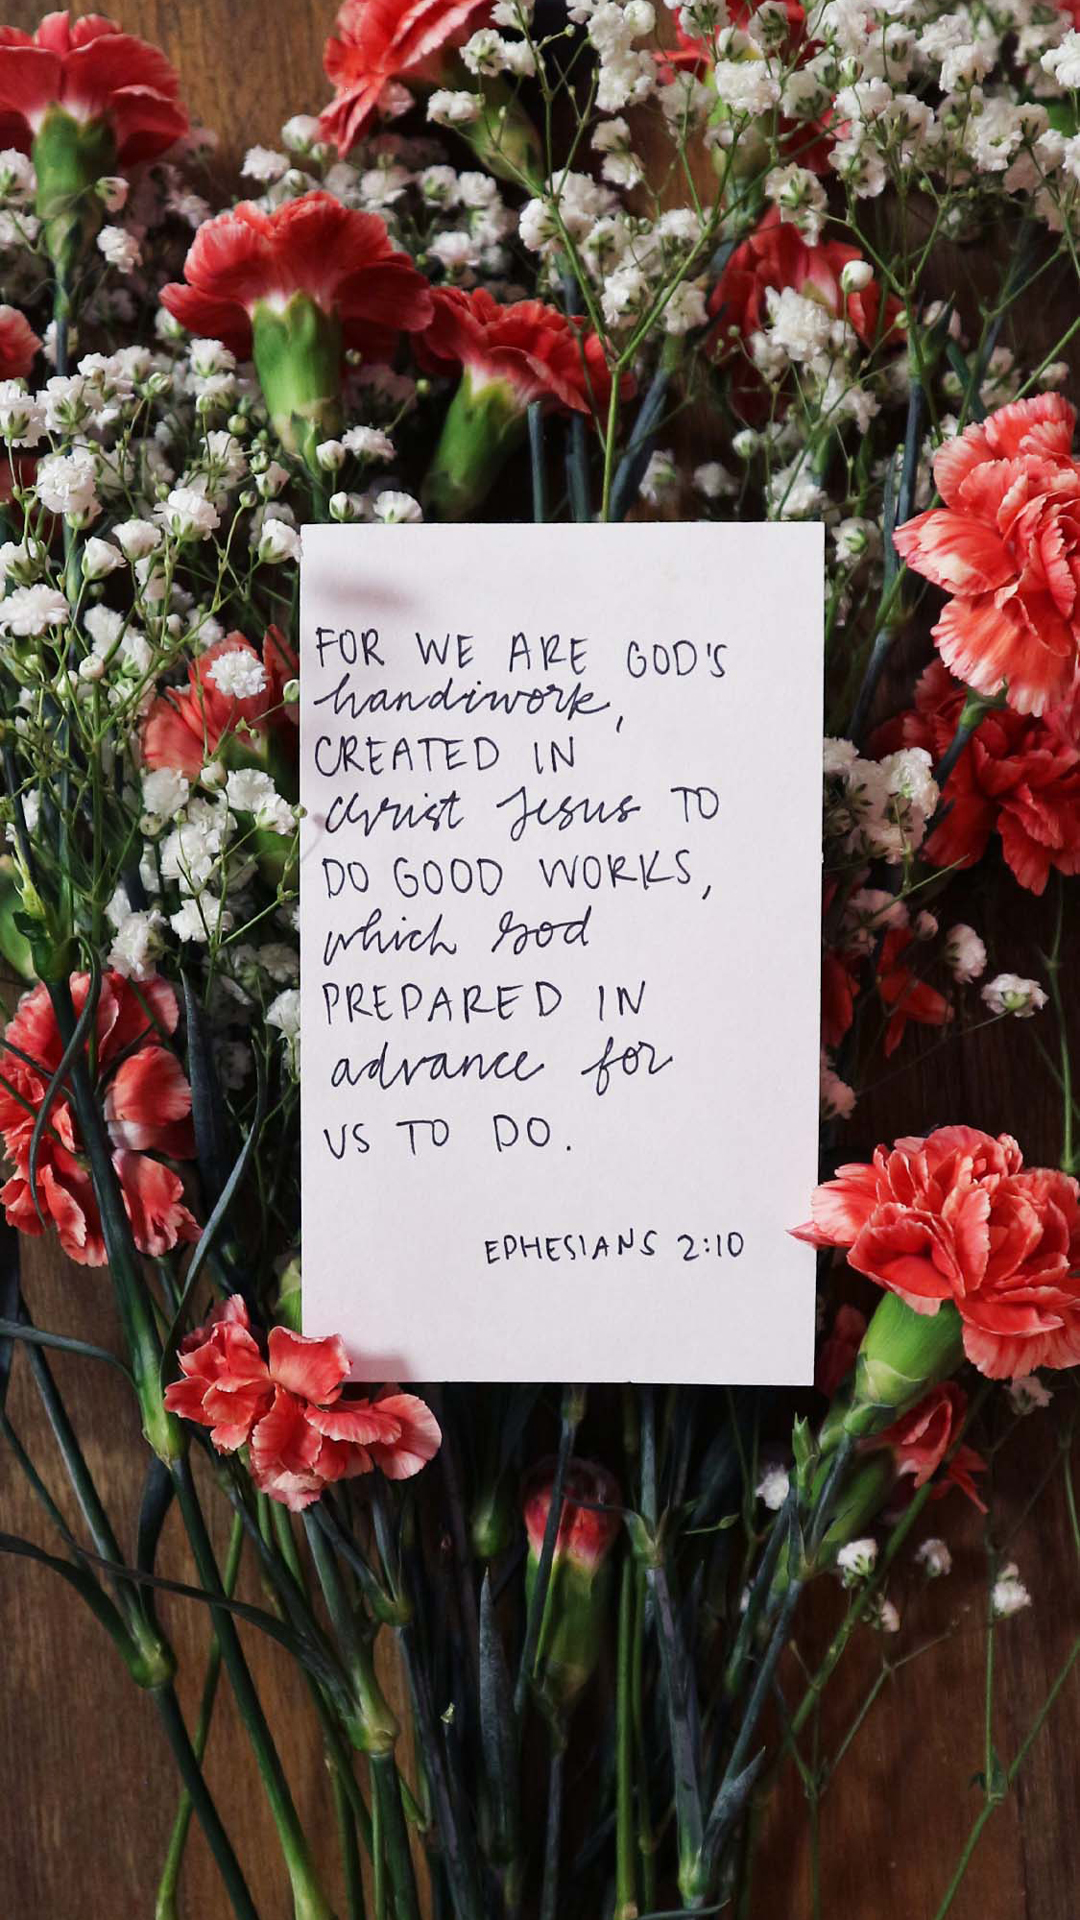 FOR WE ARE GOD'S
handiwork,
CREATED IN
Christ Jesus TO
DO GOOD WORKS,
which God
PREPARED IN
advance for
US TO DO.
EPHESIANS 2:10